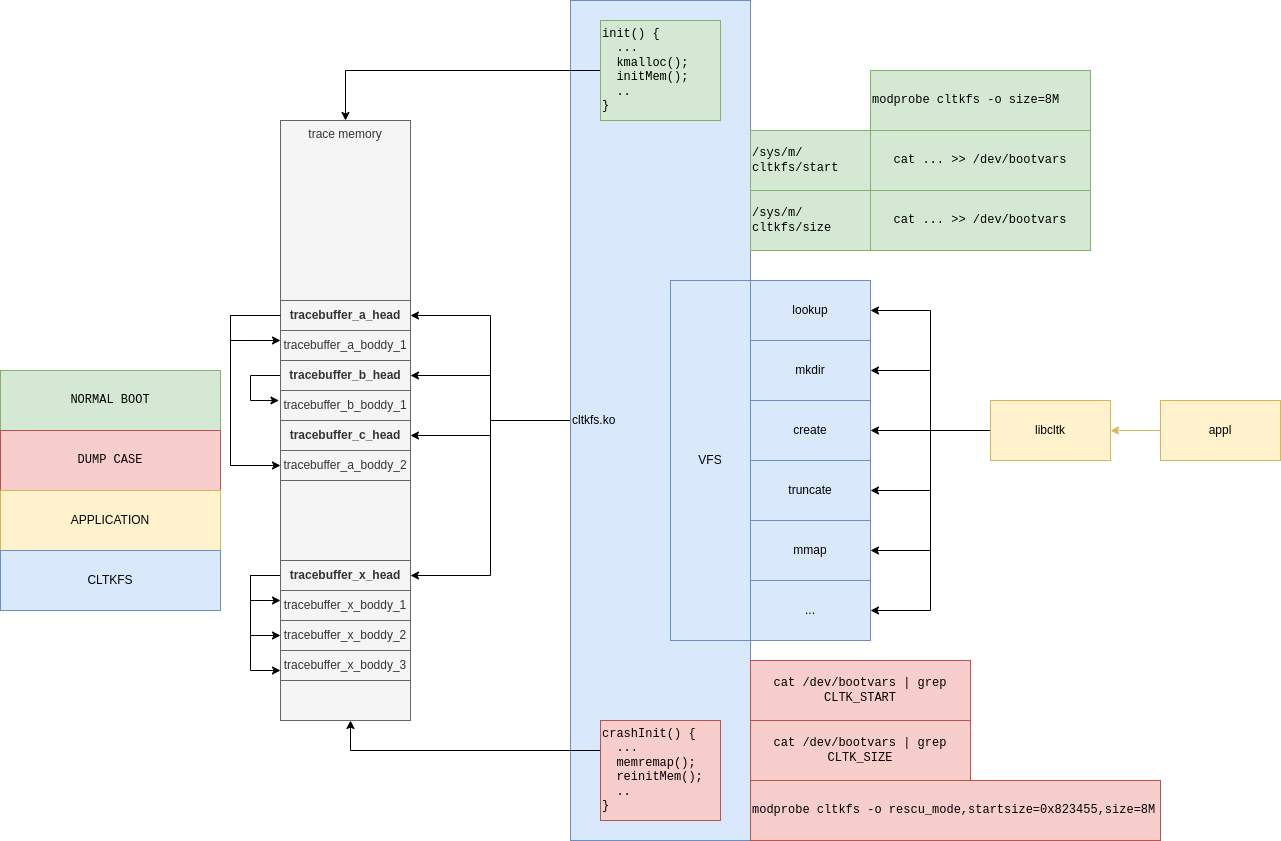 init() {
...
kmalloc();
initMem();
..
}
modprobe cltkfs -o size=8M
/sys/m/
cltkfs/start
cat ... >> /dev/bootvars
/sys/m/
cltkfs/size
cat ... >> /dev/bootvars
trace memory
tracebuffer_a_head
tracebuffer_a_boddy_1
tracebuffer_b_head
tracebuffer_b_boddy_1
tracebuffer_c_head
tracebuffer_a_boddy_2
tracebuffer_x_head
tracebuffer_x_boddy_1
tracebuffer_x_boddy_2
tracebuffer_x_boddy_3
NORMAL BOOT
DUMP CASE
APPLICATION
CLTKFS
cltkfs.ko
VFS
lookup
mkdir
create
truncate
mmap
...
libcltk
appl
crashInit() {
...
memremap();
reinitMem();
..
}
cat /dev/bootvars | grep
CLTK_START
cat /dev/bootvars | grep
CLTK_SIZE
modprobe cltkfs -o rescu_mode,startsize=0x823455,size=8M